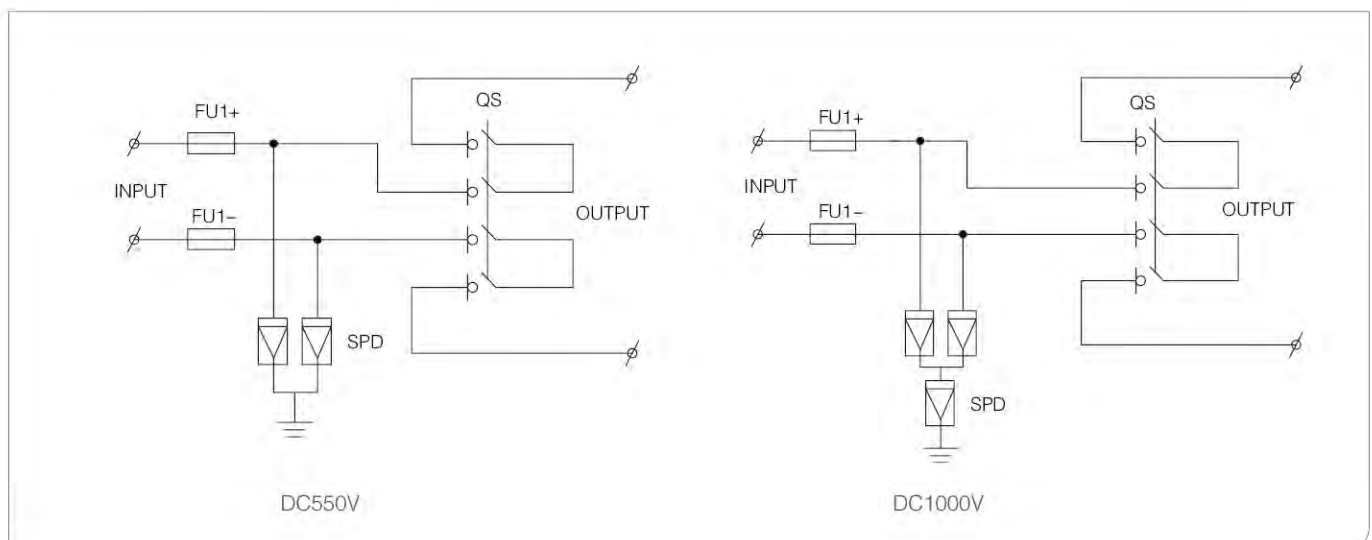 QS
FU1+
INPUT
FU1−
OUTPUT
SPD
DC550V
QS
FU1+
INPUT
FU1−
OUTPUT
SPD
DC1000V